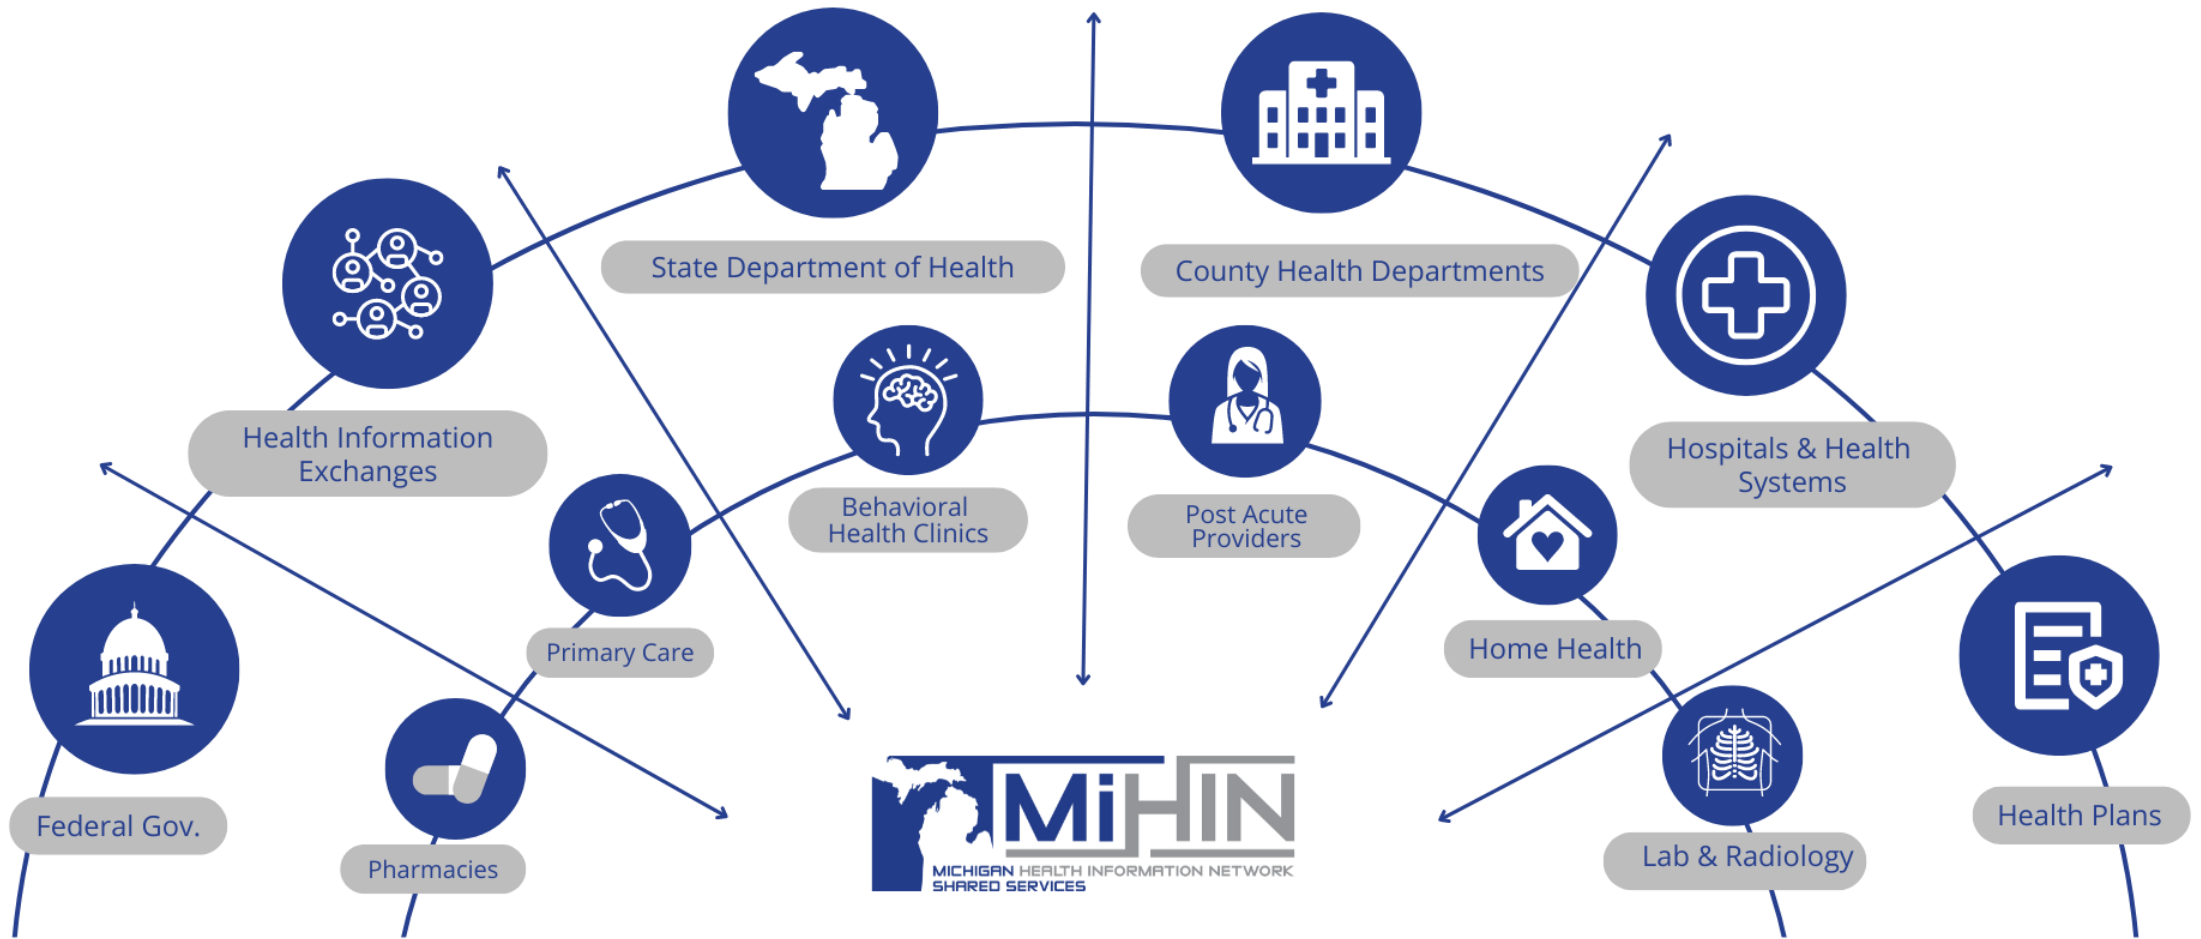 State Department of Health
County Health Departments
Health Information
Exchanges
Hospitals & Health
Systems
Behavioral
Health Clinics
Post Acute
Providers
Primary Care
Home Health
Federal Gov.
Pharmacies
Lab & Radiology
Health Plans
MiHIN
MICHIGAN HEALTH INFORMATION NETWORK
SHARED SERVICES